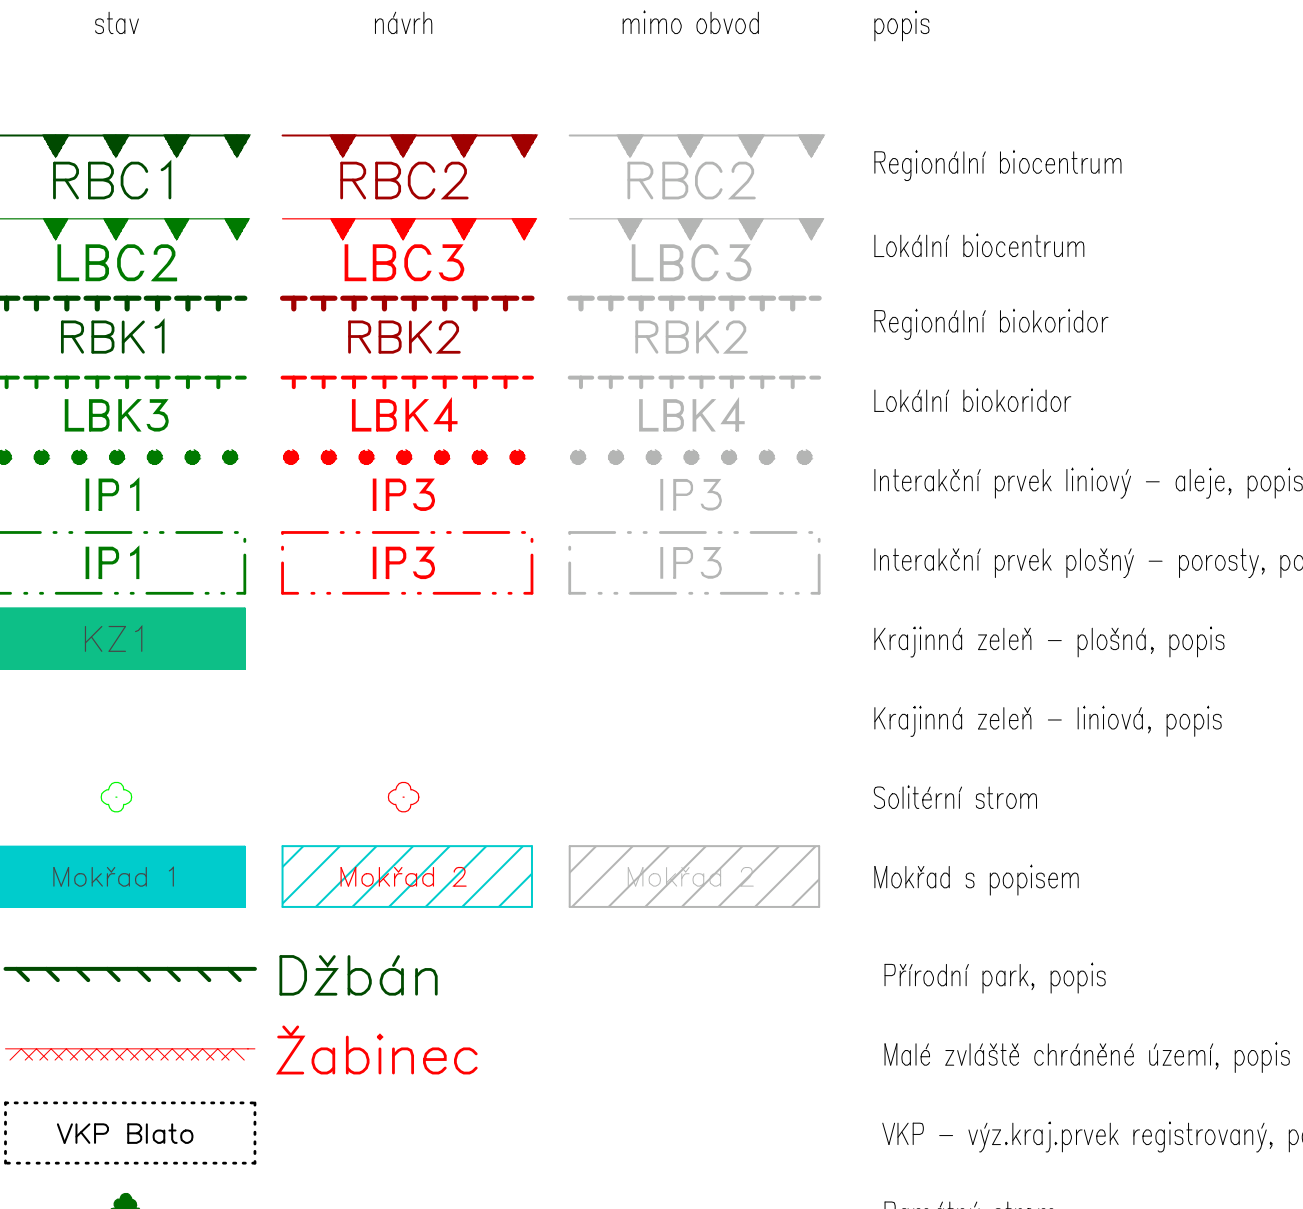 stav návrh mimo obvod popis
RBC1 RBC2 RBC2 Regionální biocentrum
LBC2 LBC3 LBC3 Lokální biocentrum
RBK1 RBK2 RBK2 Regionální biokoridor
LBK3 LBK4 LBK4 Lokální biokoridor
IP1 IP3 IP3 Interakční prvek liniový – aleje, popis
IP1 IP3 IP3 Interakční prvek plošný – porosty,
KZ1 Krajinná zeleň – plošná, popis
Krajinná zeleň – liniová, popis
Solitérní strom
Mokřad 1 Mokřad 2 Mokřad 2 Mokřad s popisem
Džbán Přírodní park, popis
Žabinec Malé zvláště chráněné území, popis
VKP Blato VKP – výz.kraj.prvek registrovaný,